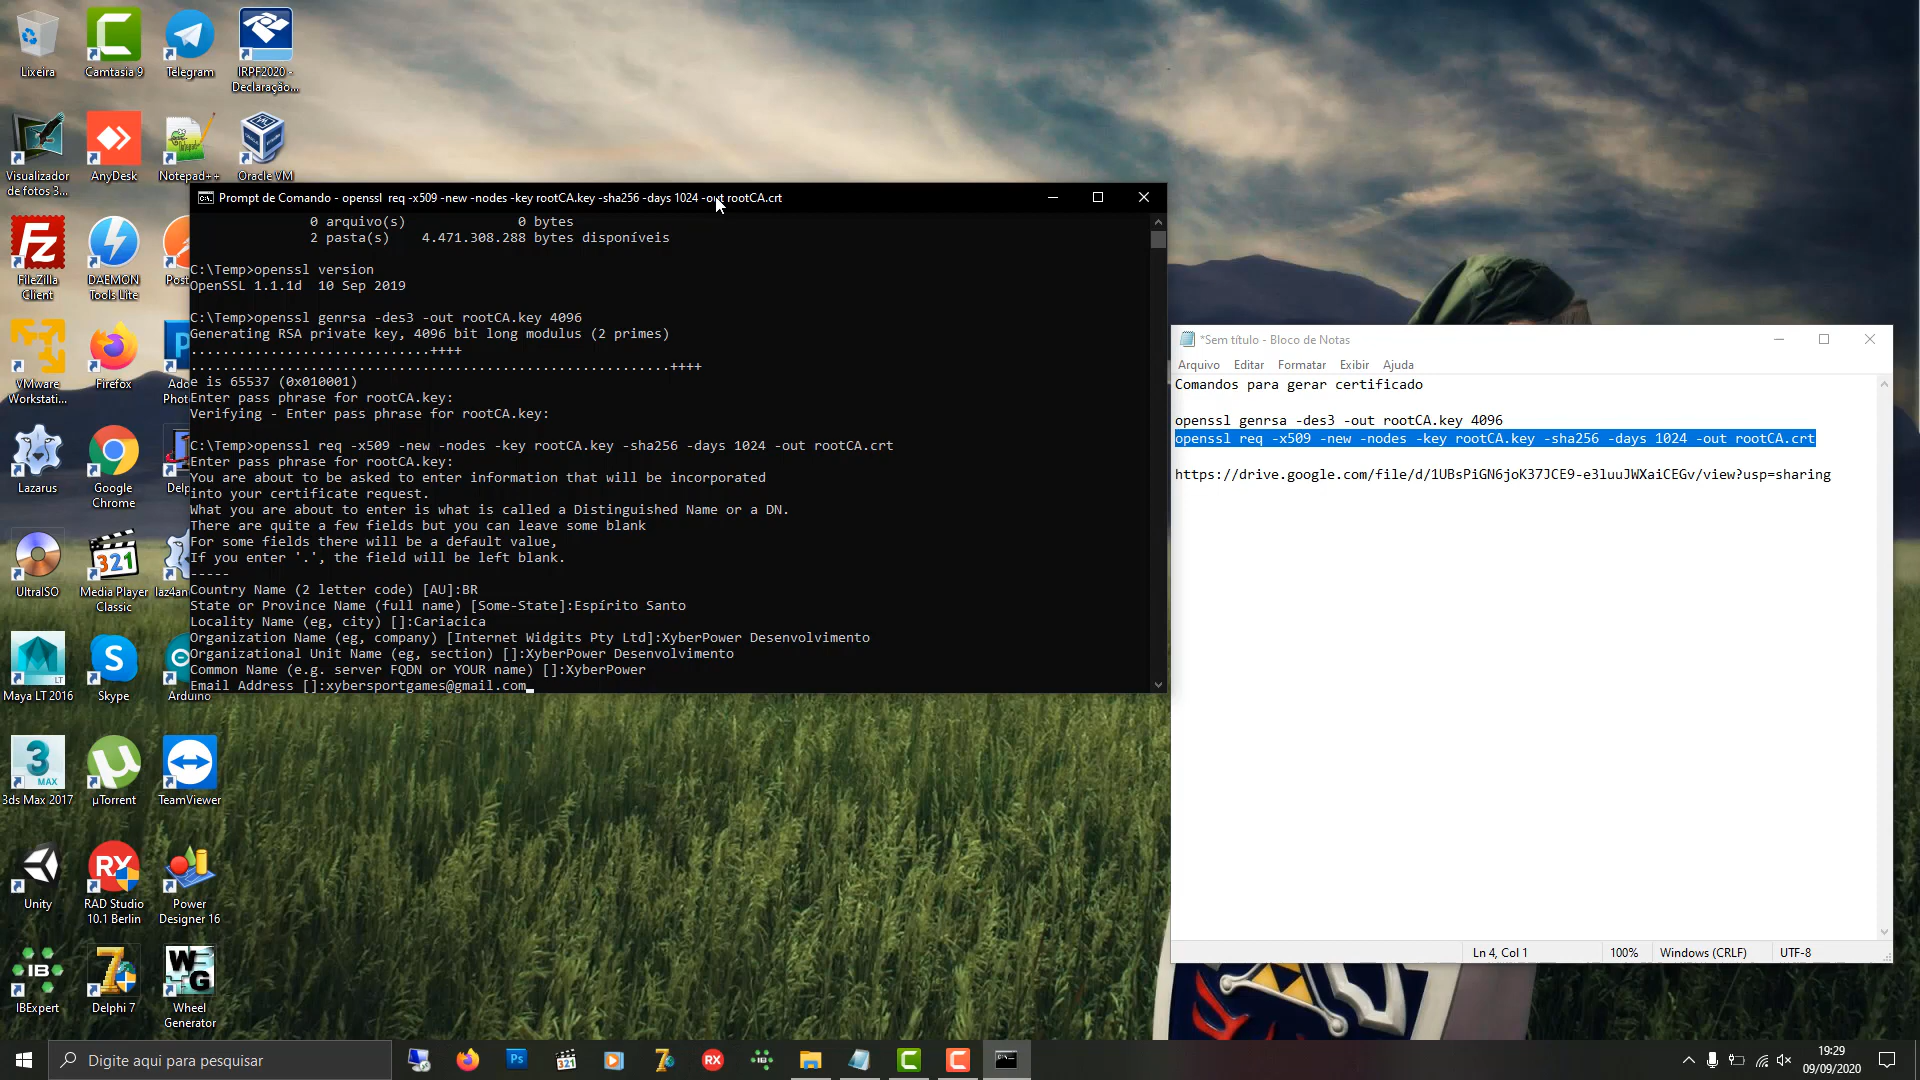 Lixeira
Camtasia 9
Telegram
IRPF2020 -
Declaração...
Visualizador
de fotos 3...
AnyDesk
Notepad++
Oracle VM
FileZilla
Client
DAEMON
Tools Lite
Post
VMware
Workstati...
Firefox
Ado
Phot
Lazarus
Google
Chrome
Delp
UltraISO
Media Player
Classic
laz4an
Maya LT 2016
Skype
Arduino
3ds Max 2017
µTorrent
TeamViewer
Unity
RAD Studio
10.1 Berlin
Power
Designer 16
IBExpert
Delphi 7
Wheel
Generator
Prompt de Comando - openssl req -x509 -new -nodes -key rootCA.key -sha256 -days 1024 -out rootCA.crt
0 arquivo(s) 0 bytes
2 pasta(s) 4.471.308.288 bytes disponíveis
C:\Temp>openssl version
OpenSSL 1.1.1d 10 Sep 2019
C:\Temp>openssl genrsa -des3 -out rootCA.key 4096
Generating RSA private key, 4096 bit long modulus (2 primes)
..............................++++
............................................................++++
e is 65537 (0x010001)
Enter pass phrase for rootCA.key:
Verifying - Enter pass phrase for rootCA.key:
C:\Temp>openssl req -x509 -new -nodes -key rootCA.key -sha256 -days 1024 -out rootCA.crt
Enter pass phrase for rootCA.key:
You are about to be asked to enter information that will be incorporated
into your certificate request.
What you are about to enter is what is called a Distinguished Name or a DN.
There are quite a few fields but you can leave some blank
For some fields there will be a default value,
If you enter '.', the field will be left blank.
-----
Country Name (2 letter code) [AU]:BR
State or Province Name (full name) [Some-State]:Espírito Santo
Locality Name (eg, city) []:Cariacica
Organization Name (eg, company) [Internet Widgits Pty Ltd]:XyberPower Desenvolvimento
Organizational Unit Name (eg, section) []:XyberPower Desenvolvimento
Common Name (e.g. server FQDN or YOUR name) []:XyberPower
Email Address []:xybersportgames@gmail.com
*Sem título - Bloco de Notas
Arquivo Editar Formatar Exibir Ajuda
Comandos para gerar certificado
openssl genrsa -des3 -out rootCA.key 4096
openssl req -x509 -new -nodes -key rootCA.key -sha256 -days 1024 -out rootCA.crt
https://drive.google.com/file/d/1UBsPiGN6joK37JCE9-e3luuJWXaiCEGv/view?usp=sharing
Ln 4, Col 1 100% Windows (CRLF) UTF-8
Digite aqui para pesquisar
19:29
09/09/2020